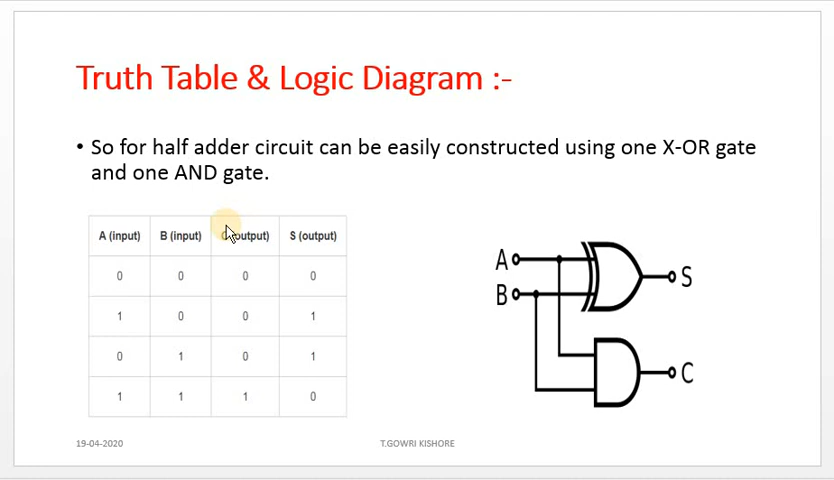 Truth Table & Logic Diagram :-
• So for half adder circuit can be easily constructed using one X-OR gate
and one AND gate.
A (input) B (input) C (output) S (output)
0 0 0 0
1 0 0 1
0 1 0 1
1 1 1 0
A
B
S
C
19-04-2020 T.GOWRI KISHORE